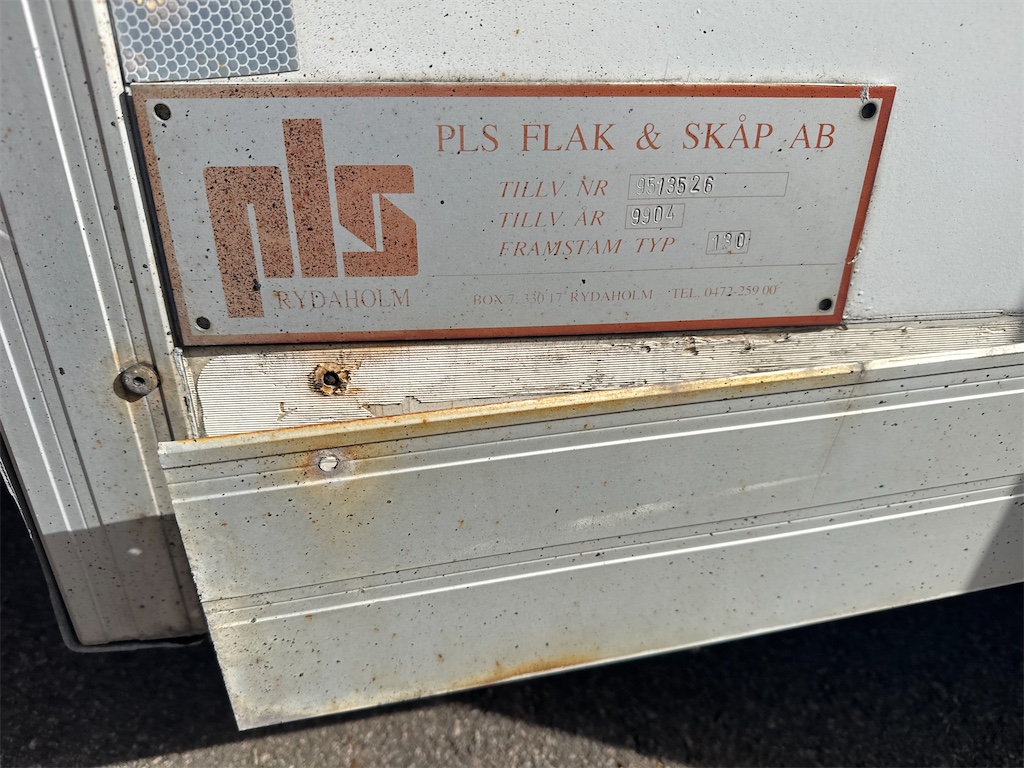 pls
PLS FLAK & SKÅP AB
TILLV. NR 9513526
TILLV. ÅR 9904
FRAMSTAM TYP 130
RYDAHOLM
BOX 7, 330 17 RYDAHOLM TEL. 0472-259 00